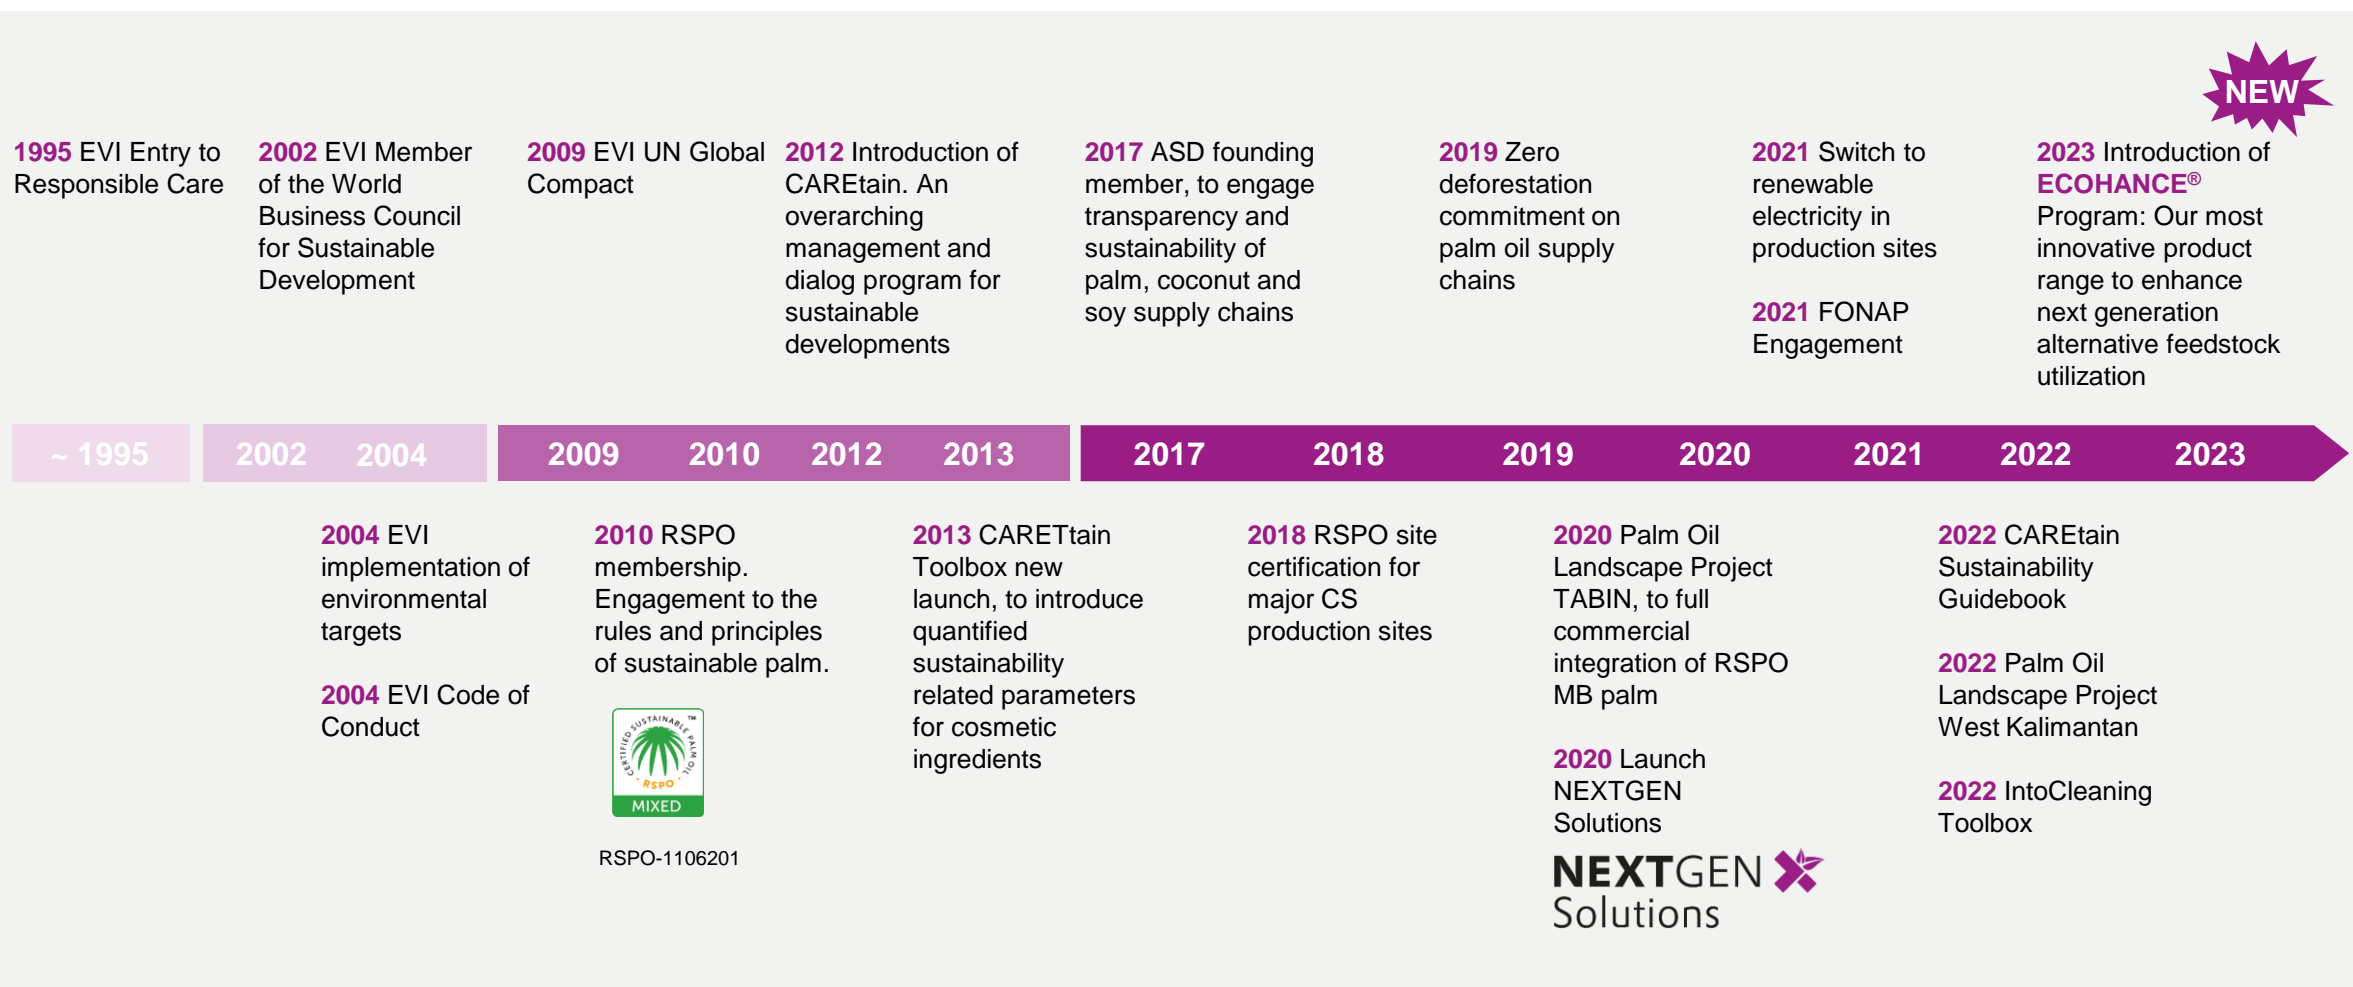 NEW
1995 EVI Entry to
Responsible Care
2002 EVI Member
of the World
Business Council
for Sustainable
Development
2009 EVI UN Global
Compact
2012 Introduction of
CAREtain. An
overarching
management and
dialog program for
sustainable
developments
2017 ASD founding
member, to engage
transparency and
sustainability of
palm, coconut and
soy supply chains
2019 Zero
deforestation
commitment on
palm oil supply
chains
2021 Switch to
renewable
electricity in
production sites
2021 FONAP
Engagement
2023 Introduction of
ECOHANCE®
Program: Our most
innovative product
range to enhance
next generation
alternative feedstock
utilization
~ 1995
2002
2004
2009
2010
2012
2013
2017
2018
2019
2020
2021
2022
2023
2004 EVI
implementation of
environmental
targets
2004 EVI Code of
Conduct
2010 RSPO
membership.
Engagement to the
rules and principles
of sustainable palm.
CERTIFIED SUSTAINABLE PALM OIL ™
RSPO
MIXED
RSPO-1106201
2013 CARETtain
Toolbox new
launch, to introduce
quantified
sustainability
related parameters
for cosmetic
ingredients
2018 RSPO site
certification for
major CS
production sites
2020 Palm Oil
Landscape Project
TABIN, to full
commercial
integration of RSPO
MB palm
2020 Launch
NEXTGEN
Solutions
NEXTGEN
Solutions
2022 CAREtain
Sustainability
Guidebook
2022 Palm Oil
Landscape Project
West Kalimantan
2022 IntoCleaning
Toolbox